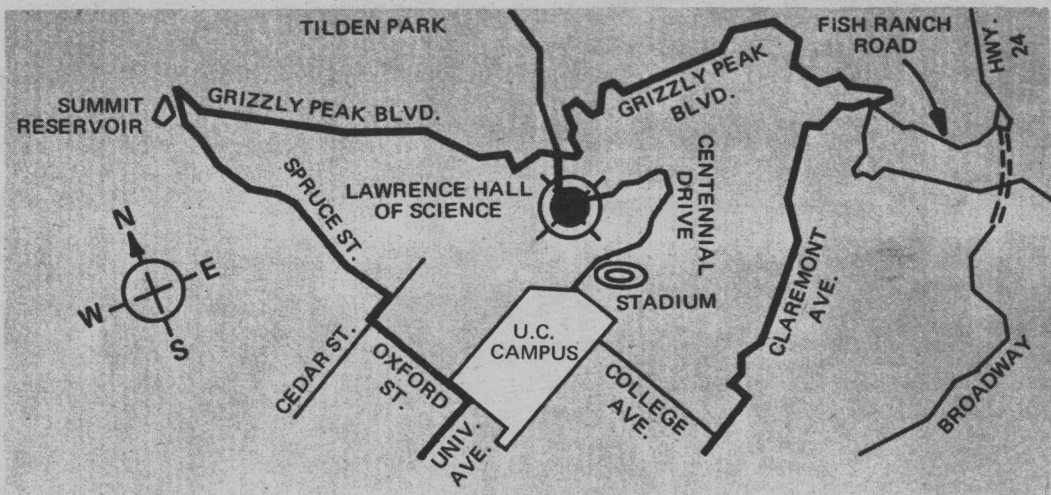 TILDEN PARK
FISH RANCH
ROAD
HWY.
24
SUMMIT
RESERVOIR
GRIZZLY PEAK BLVD.
GRIZZLY PEAK
BLVD.
SPRUCE ST.
LAWRENCE HALL
OF SCIENCE
CENTENNIAL
DRIVE
N
E
W
S
STADIUM
CLAREMONT
AVE.
U.C.
CAMPUS
CEDAR ST.
OXFORD
ST.
UNIV.
AVE.
COLLEGE
AVE.
BROADWAY